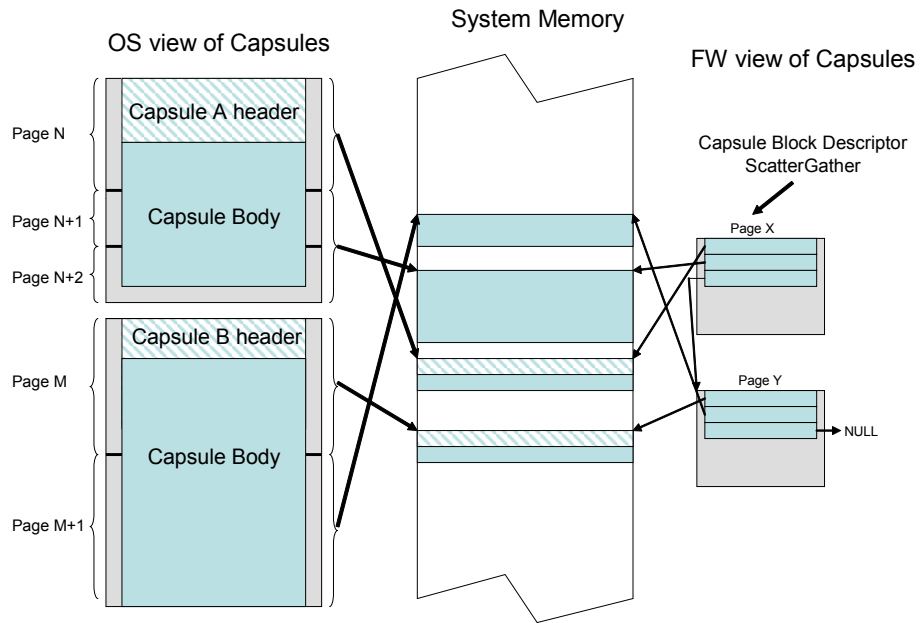 OS view of Capsules
System Memory
FW view of Capsules
Capsule A header
Page N
Capsule Body
Page N+1
Page N+2
Capsule B header
Page M
Capsule Body
Page M+1
Capsule Block Descriptor
ScatterGather
Page X
Page Y
NULL